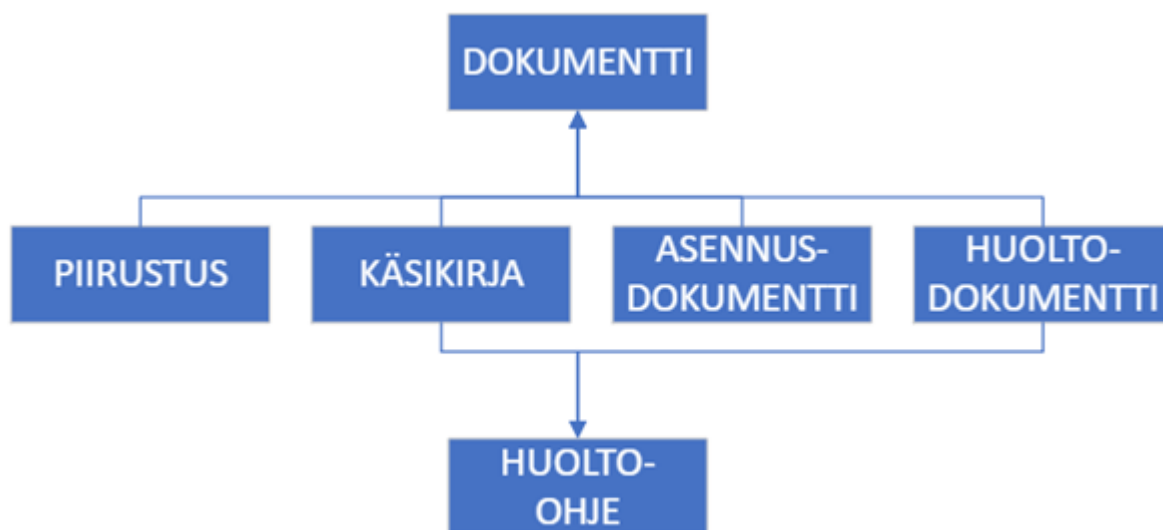 DOKUMENTTI
PIIRUSTUS
KÄSIKIRJA
ASENNUS-
DOKUMENTTI
HUOLTO-
DOKUMENTTI
HUOLTO-
OHJE